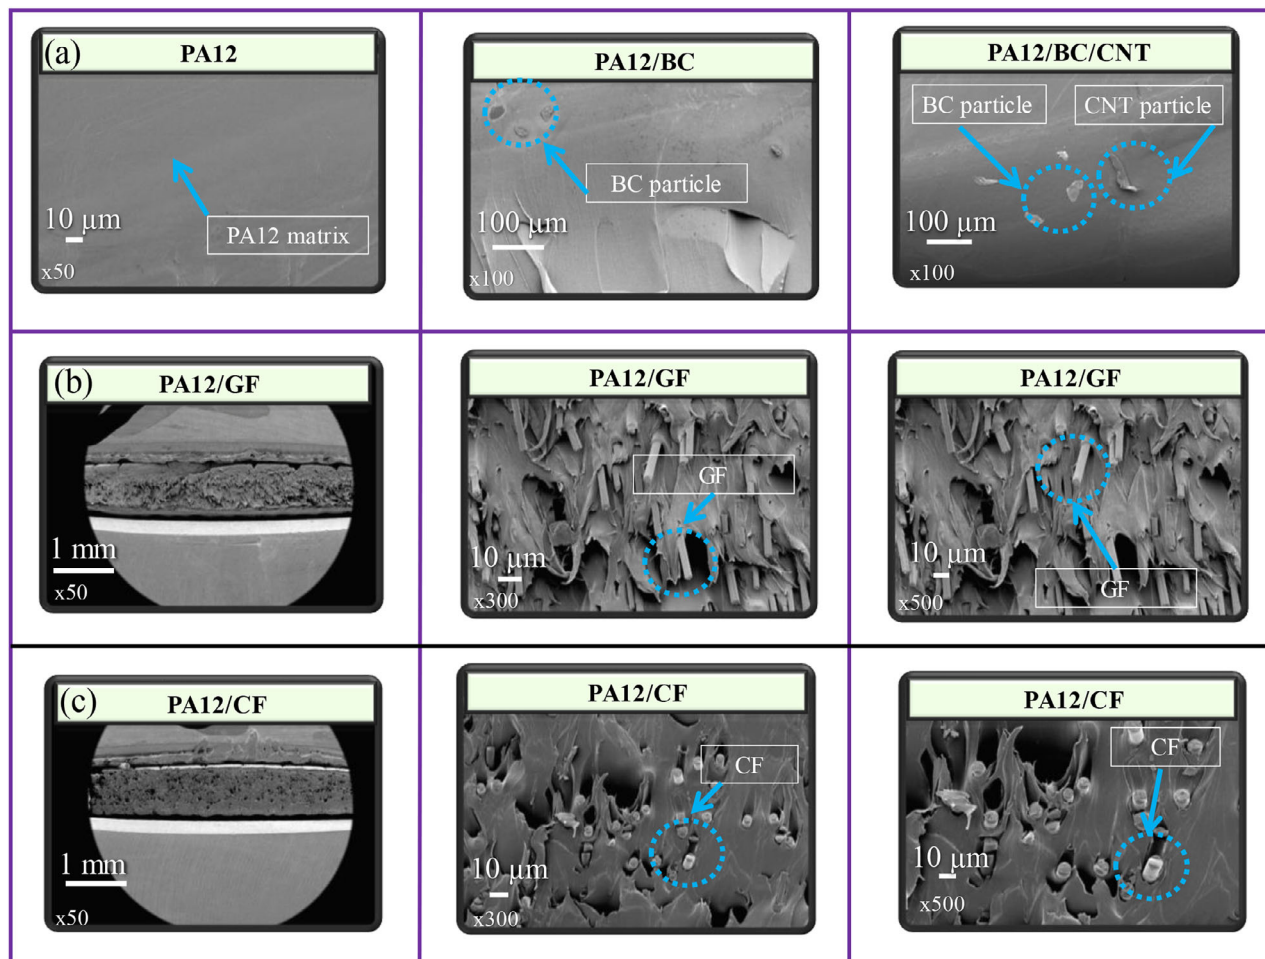 (a)
PA12
PA12 matrix
10 µm
x50
PA12/BC
BC particle
100 µm
x100
PA12/BC/CNT
BC particle
CNT particle
100 µm
x100
(b)
PA12/GF
1 mm
x50
PA12/GF
GF
10 µm
x300
PA12/GF
10 µm
GF
x500
(c)
PA12/CF
1 mm
x50
PA12/CF
CF
10 µm
x300
PA12/CF
CF
10 µm
x500